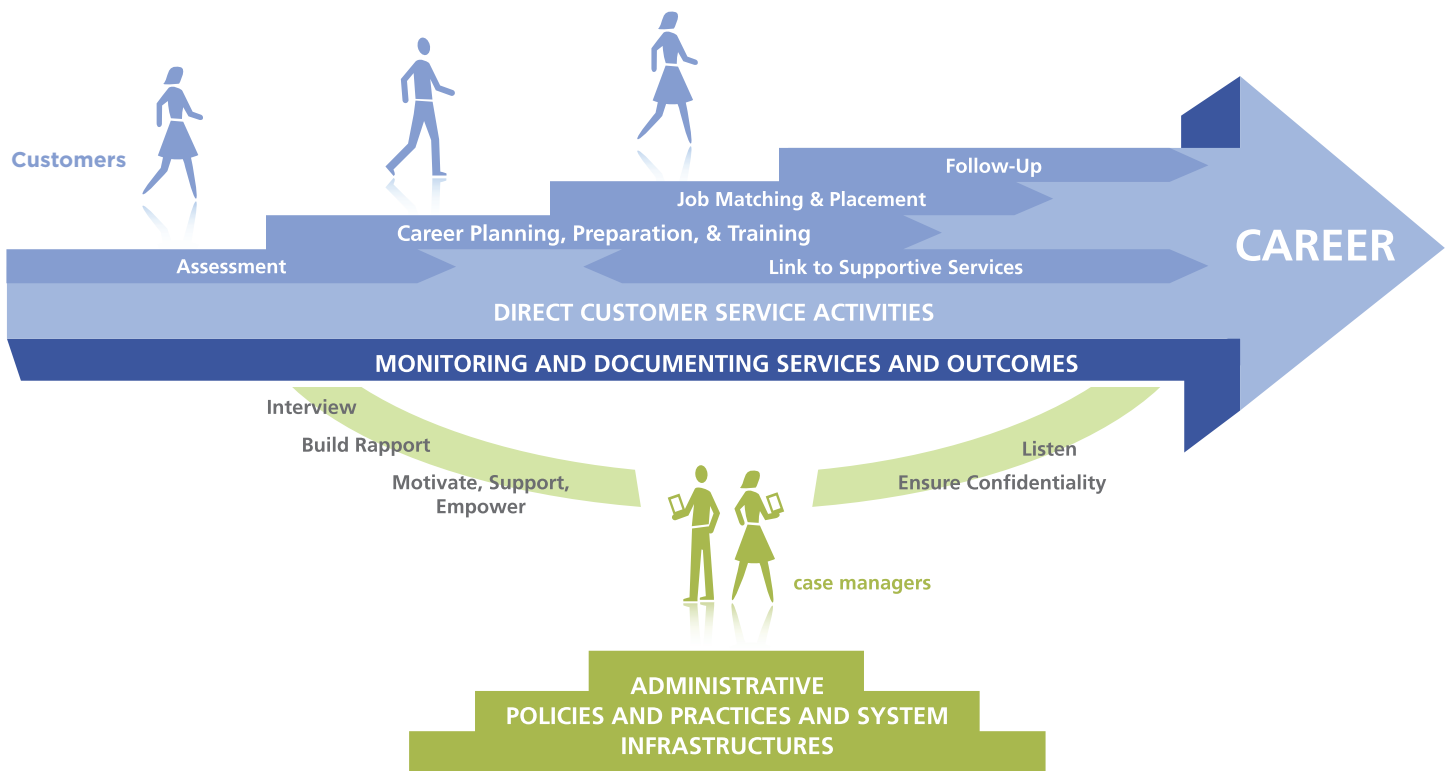 Customers
Follow-Up
Job Matching & Placement
Career Planning, Preparation, & Training
Assessment
Link to Supportive Services
CAREER
DIRECT CUSTOMER SERVICE ACTIVITIES
MONITORING AND DOCUMENTING SERVICES AND OUTCOMES
Interview
Build Rapport
Motivate, Support,
Empower
Listen
Ensure Confidentiality
case managers
ADMINISTRATIVE
POLICIES AND PRACTICES AND SYSTEM
INFRASTRUCTURES